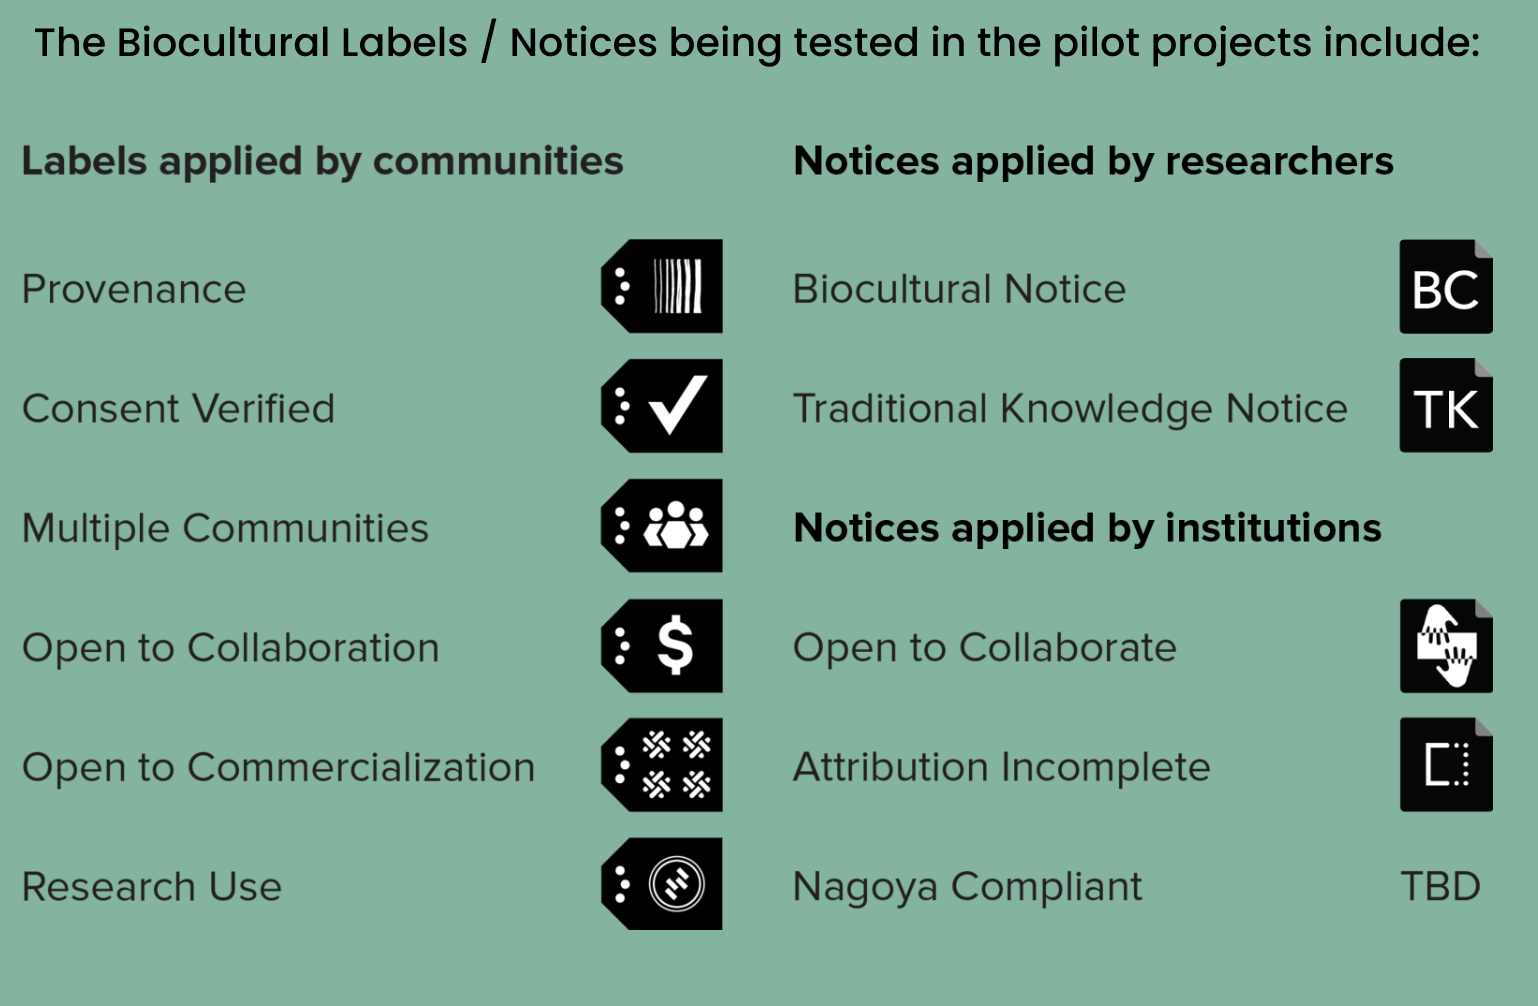 The Biocultural Labels / Notices being tested in the pilot projects include:
Labels applied by communities
Provenance
Consent Verified
Multiple Communities
Open to Collaboration
$
Open to Commercialization
Research Use
Notices applied by researchers
Biocultural Notice
BC
Traditional Knowledge Notice
TK
Notices applied by institutions
Open to Collaborate
Attribution Incomplete
Nagoya Compliant
TBD